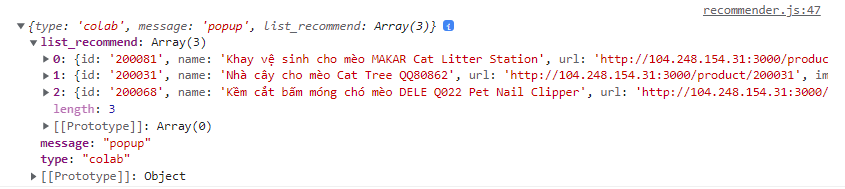 recommender.js:47
{type: 'colab', message: 'popup', list_recommend: Array(3)}
list_recommend: Array(3)
0: {id: '200081', name: 'Khay vệ sinh cho mèo MAKAR Cat Litter Station', url: 'http://104.248.154.31:3000/produc
1: {id: '200031', name: 'Nhà cây cho mèo Cat Tree QQ80862', url: 'http://104.248.154.31:3000/product/200031', im
2: {id: '200068', name: 'Kềm cắt bấm móng chó mèo DELE Q022 Pet Nail Clipper', url: 'http://104.248.154.31:3000/
length: 3
[[Prototype]]: Array(0)
message: "popup"
type: "colab"
[[Prototype]]: Object